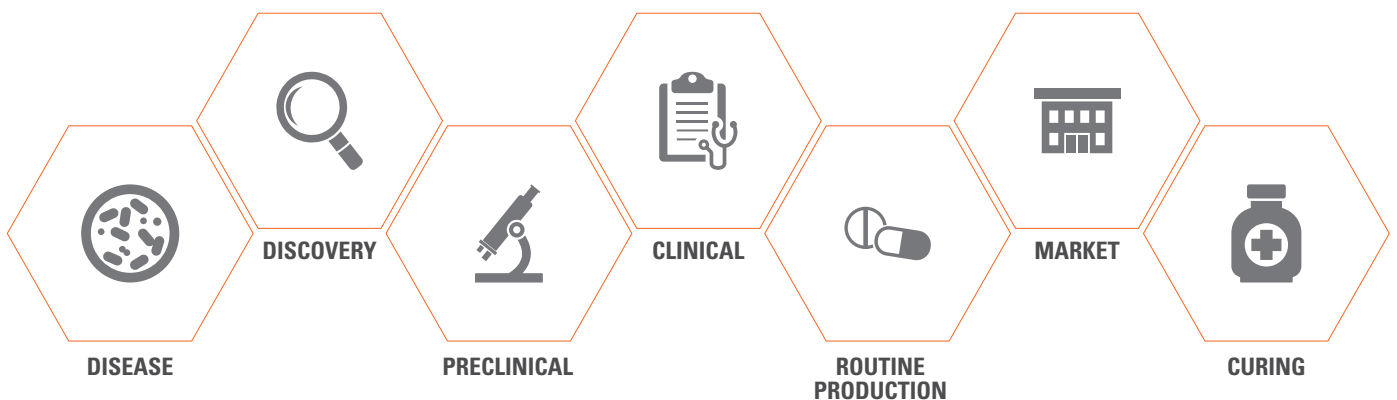 DISEASE
DISCOVERY
PRECLINICAL
CLINICAL
ROUTINE
PRODUCTION
MARKET
CURING